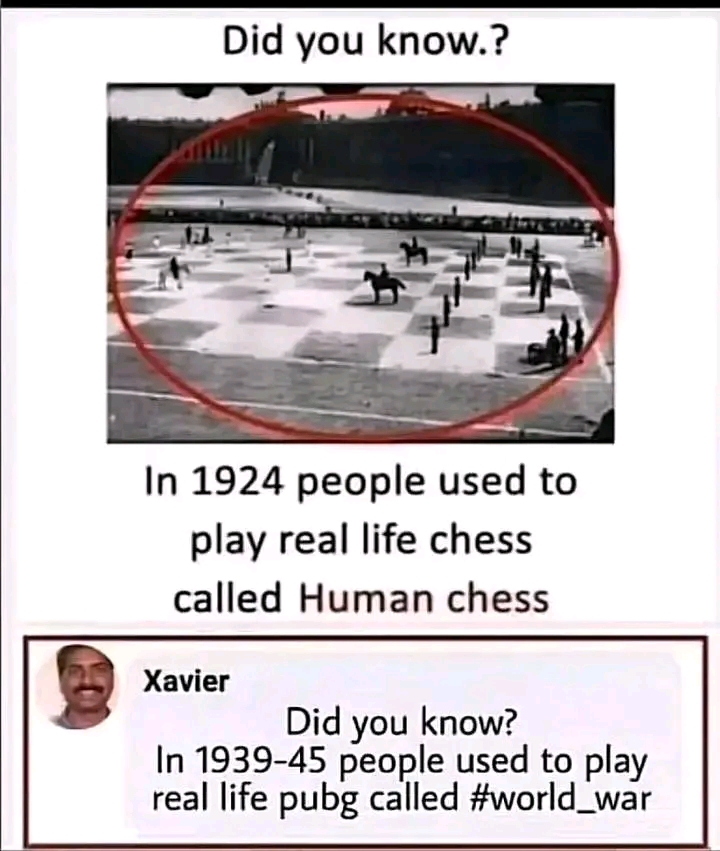 Did you know.?
In 1924 people used to
play real life chess
called Human chess
Xavier
Did you know?
In 1939-45 people used to play
real life pubg called #world_war